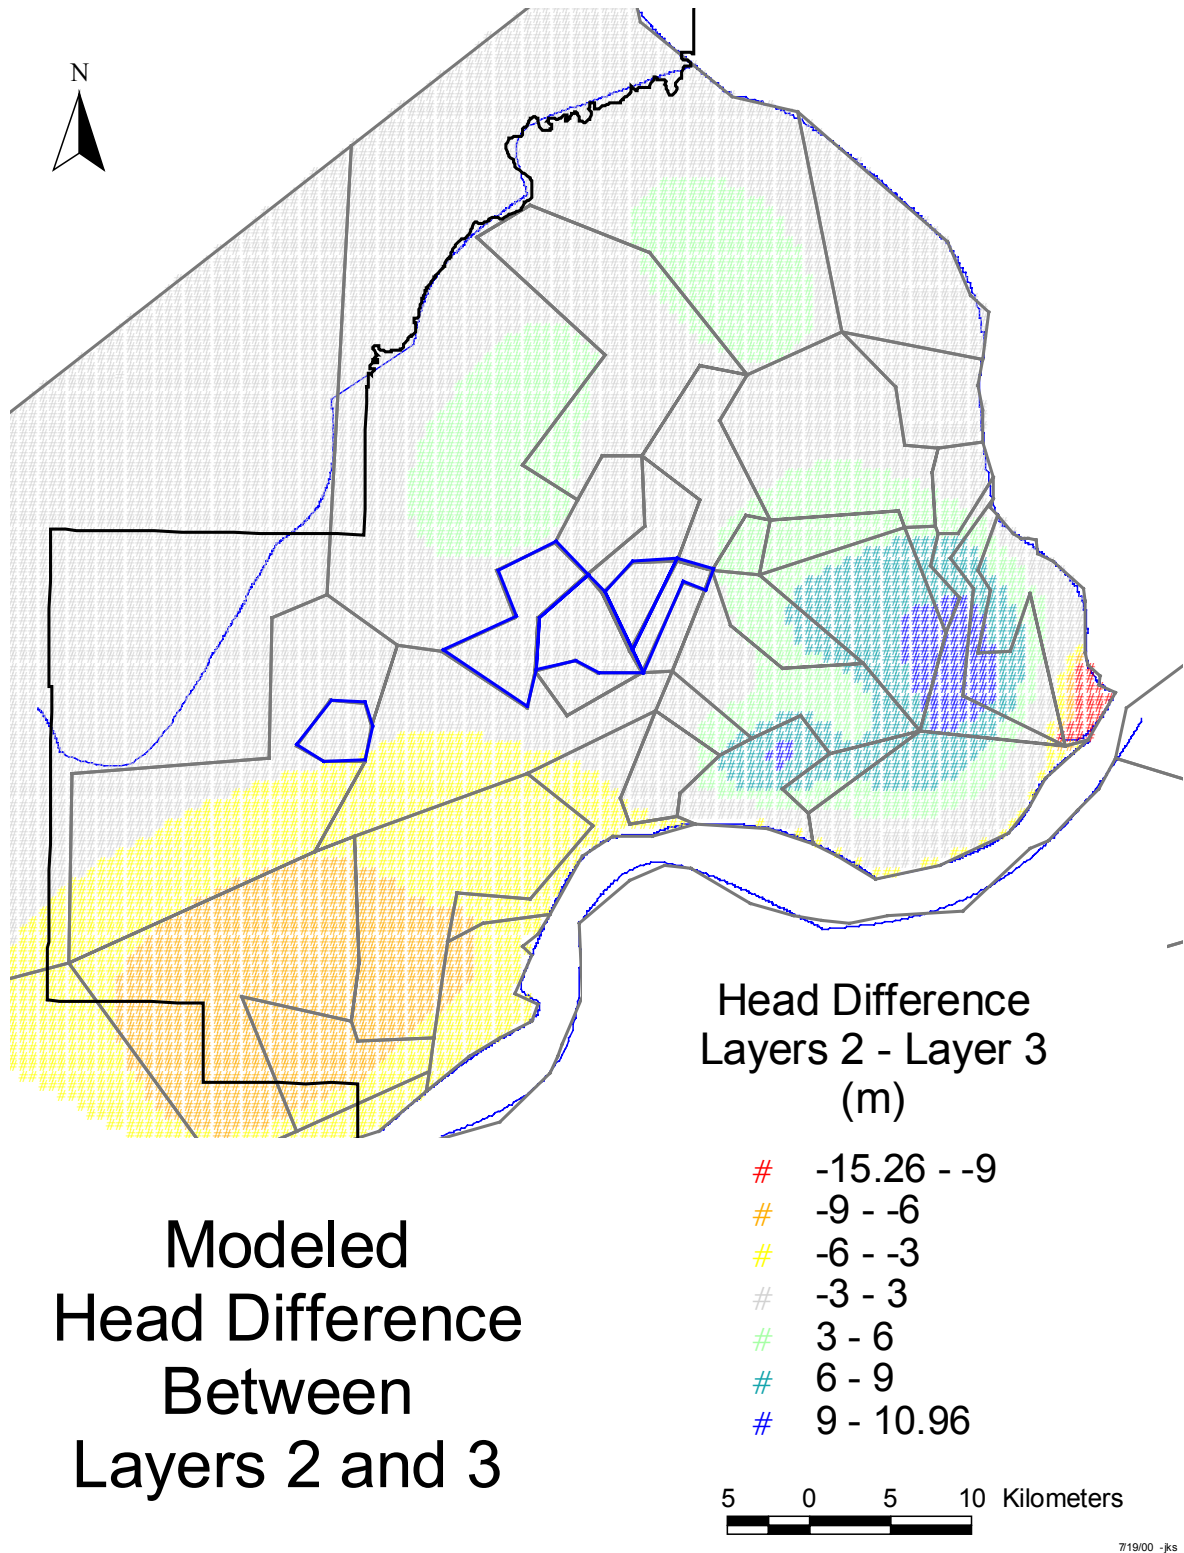 N
Head Difference
Layers 2 - Layer 3
(m)
# -15.26 - -9
# -9 - -6
# -6 - -3
# -3 - 3
# 3 - 6
# 6 - 9
# 9 - 10.96
Modeled
Head Difference
Between
Layers 2 and 3
5 0 5 10 Kilometers
7/19/00 -jks